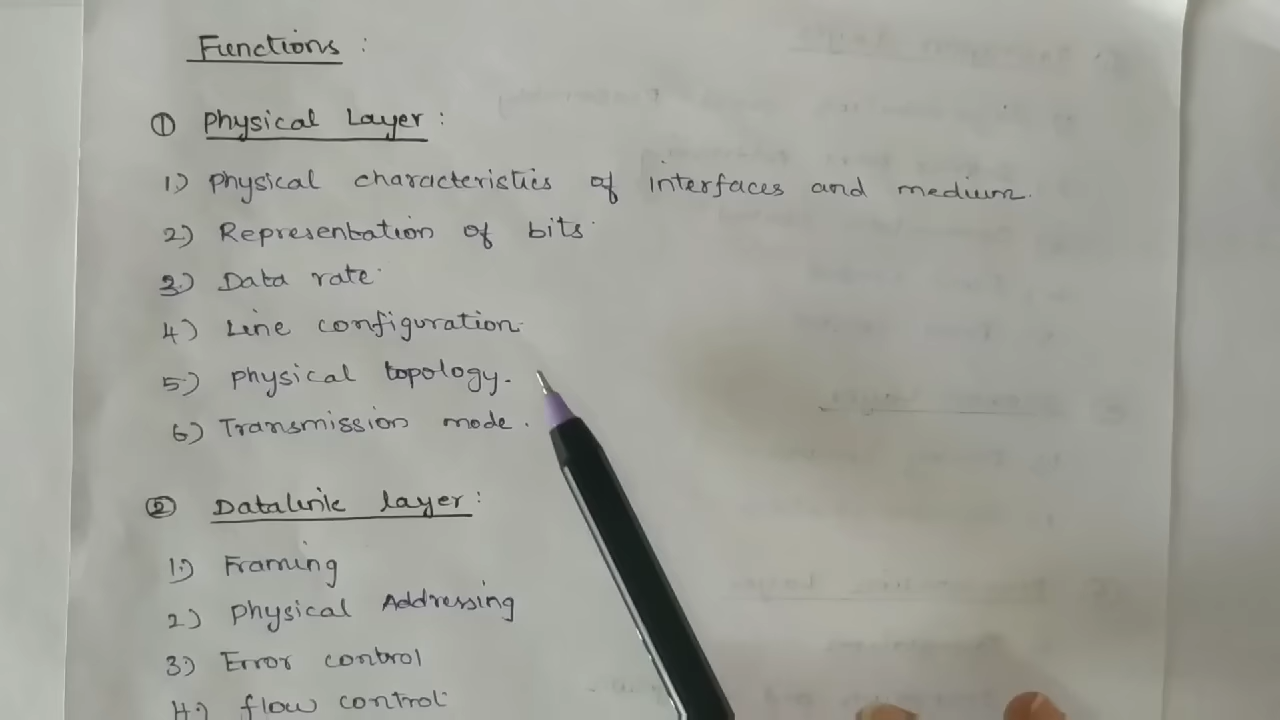 Functions :
① Physical Layer :
1) Physical characteristics of interfaces and medium.
2) Representation of bits.
3) Data rate.
4) Line configuration.
5) Physical topology.
6) Transmission mode.
② Datalink layer :
1) Framing
2) Physical Addressing
3) Error control
4) flow control